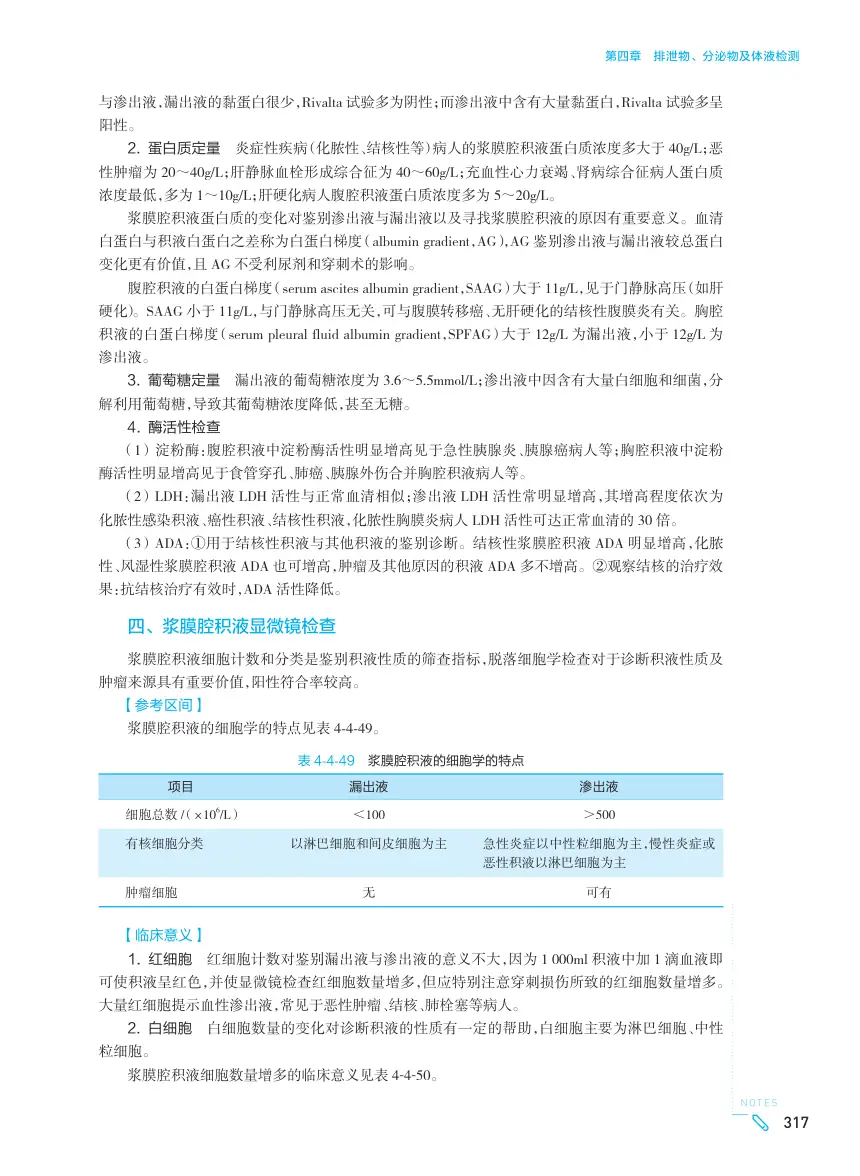 第四章　排泄物、分泌物及体液检测
与渗出液,漏出液的黏蛋白很少,Rivalta 试验多为阴性;而渗出液中含有大量黏蛋白,Rivalta 试验多呈
阳性。
2. 蛋白质定量　炎症性疾病(化脓性、结核性等)病人的浆膜腔积液蛋白质浓度多大于 40g/L;恶
性肿瘤为 20～40g/L;肝静脉血栓形成综合征为 40～60g/L;充血性心力衰竭、肾病综合征病人蛋白质
浓度最低,多为 1～10g/L;肝硬化病人腹腔积液蛋白质浓度多为 5～20g/L。
浆膜腔积液蛋白质的变化对鉴别渗出液与漏出液以及寻找浆膜腔积液的原因有重要意义。血清
白蛋白与积液白蛋白之差称为白蛋白梯度(albumin gradient,AG),AG 鉴别渗出液与漏出液较总蛋白
变化更有价值,且 AG 不受利尿剂和穿刺术的影响。
腹腔积液的白蛋白梯度(serum ascites albumin gradient,SAAG)大于 11g/L,见于门静脉高压(如肝
硬化)。SAAG 小于 11g/L,与门静脉高压无关,可与腹膜转移癌、无肝硬化的结核性腹膜炎有关。胸腔
积液的白蛋白梯度(serum pleural fluid albumin gradient,SPFAG)大于 12g/L 为漏出液,小于 12g/L 为
渗出液。
3. 葡萄糖定量　漏出液的葡萄糖浓度为 3.6～5.5mmol/L;渗出液中因含有大量白细胞和细菌,分
解利用葡萄糖,导致其葡萄糖浓度降低,甚至无糖。
4. 酶活性检查
(1)淀粉酶:腹腔积液中淀粉酶活性明显增高见于急性胰腺炎、胰腺癌病人等;胸腔积液中淀粉
酶活性明显增高见于食管穿孔、肺癌、胰腺外伤合并胸腔积液病人等。
(2)LDH:漏出液 LDH 活性与正常血清相似;渗出液 LDH 活性常明显增高,其增高程度依次为
化脓性感染积液、癌性积液、结核性积液,化脓性胸膜炎病人 LDH 活性可达正常血清的 30 倍。
(3)ADA:①用于结核性积液与其他积液的鉴别诊断。结核性浆膜腔积液 ADA 明显增高,化脓
性、风湿性浆膜腔积液 ADA 也可增高,肿瘤及其他原因的积液 ADA 多不增高。②观察结核的治疗效
果:抗结核治疗有效时,ADA 活性降低。
四、浆膜腔积液显微镜检查
浆膜腔积液细胞计数和分类是鉴别积液性质的筛查指标,脱落细胞学检查对于诊断积液性质及
肿瘤来源具有重要价值,阳性符合率较高。
【参考区间】
浆膜腔积液的细胞学的特点见表 4-4-49。
表 4-4-49　浆膜腔积液的细胞学的特点
项目　漏出液　渗出液
细胞总数 /(×10⁶/L)　＜100　＞500
有核细胞分类　以淋巴细胞和间皮细胞为主　急性炎症以中性粒细胞为主,慢性炎症或
恶性积液以淋巴细胞为主
肿瘤细胞　无　可有
【临床意义】
1. 红细胞　红细胞计数对鉴别漏出液与渗出液的意义不大,因为 1 000ml 积液中加 1 滴血液即
可使积液呈红色,并使显微镜检查红细胞数量增多,但应特别注意穿刺损伤所致的红细胞数量增多。
大量红细胞提示血性渗出液,常见于恶性肿瘤、结核、肺栓塞等病人。
2. 白细胞　白细胞数量的变化对诊断积液的性质有一定的帮助,白细胞主要为淋巴细胞、中性
粒细胞。
浆膜腔积液细胞数量增多的临床意义见表 4-4-50。
NOTES
317